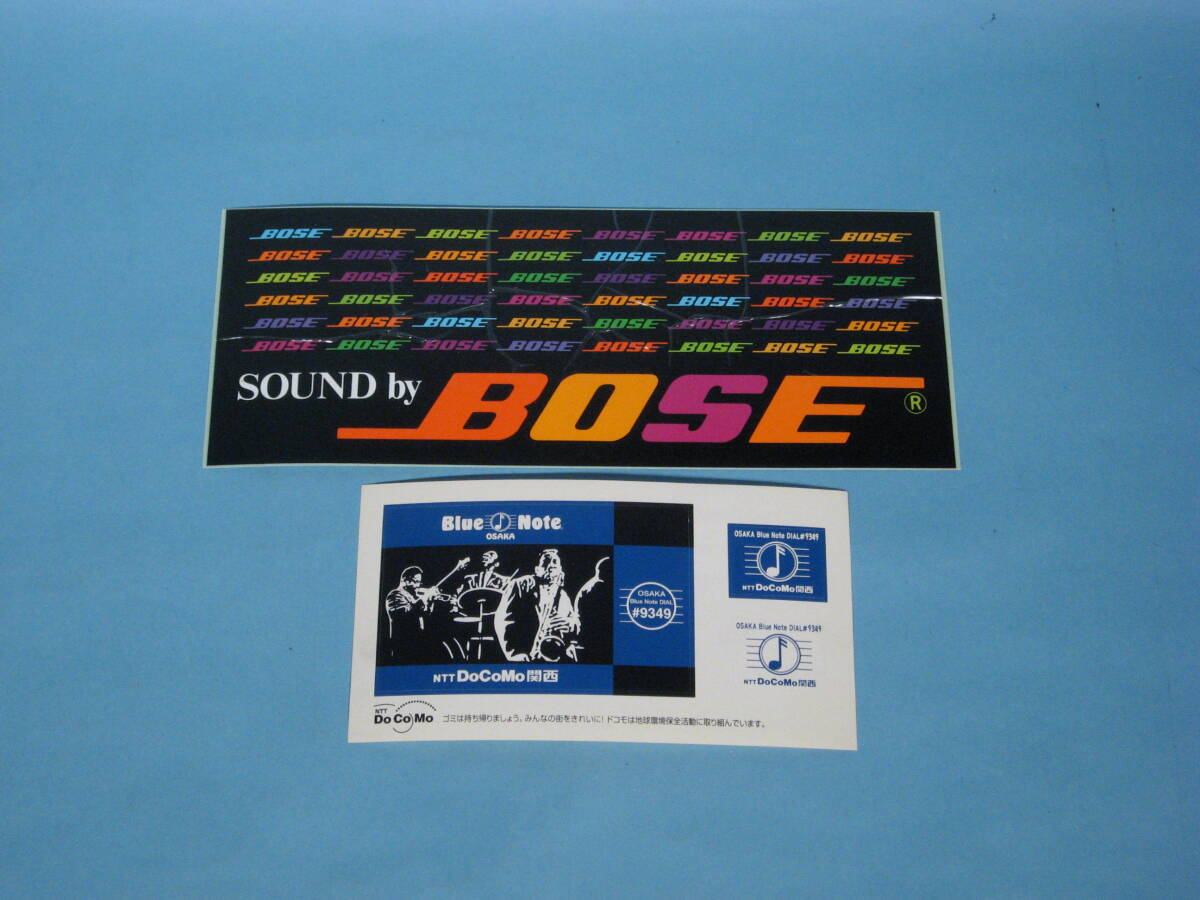 BOSE BOSE BOSE BOSE BOSE BOSE BOSE BOSE
BOSE BOSE BOSE BOSE BOSE BOSE BOSE BOSE
BOSE BOSE BOSE BOSE BOSE BOSE BOSE BOSE
BOSE BOSE BOSE BOSE BOSE BOSE BOSE BOSE
BOSE BOSE BOSE BOSE BOSE BOSE BOSE BOSE
BOSE BOSE BOSE BOSE BOSE BOSE BOSE BOSE
SOUND by BOSE ®
Blue Note
OSAKA
OSAKA
Blue Note DIAL
#9349
NTT DoCoMo関西
OSAKA Blue Note DIAL#9349
NTT DoCoMo関西
OSAKA Blue Note DIAL#9349
NTT DoCoMo関西
NTT
DoCoMo
ゴミは持ち帰りましょう。みんなの街をきれいに!ドコモは地球環境保全活動に取り組んでいます。